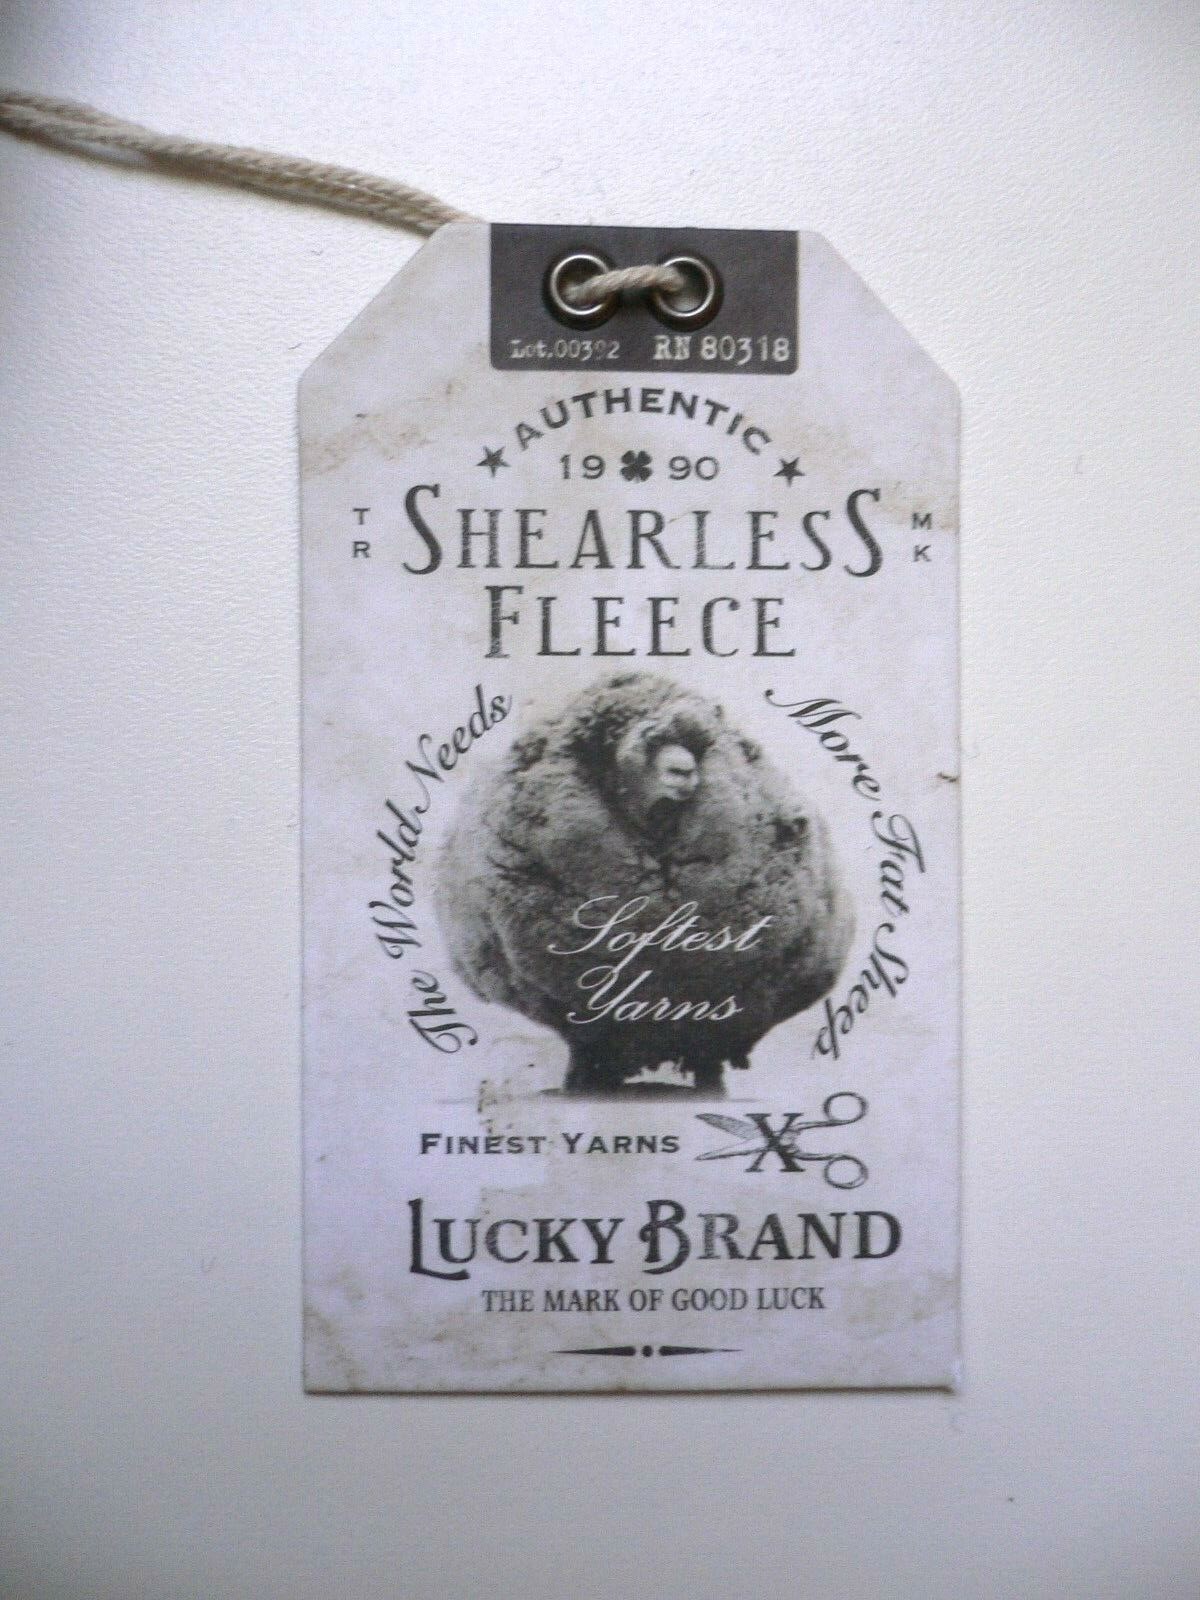 Lot.00392 RN 80318
AUTHENTIC
19 90
TR
SHEARLESS
MK
FLEECE
The World Needs
More Fat Sheep
Softest
Yarns
FINEST YARNS
X
LUCKY BRAND
THE MARK OF GOOD LUCK